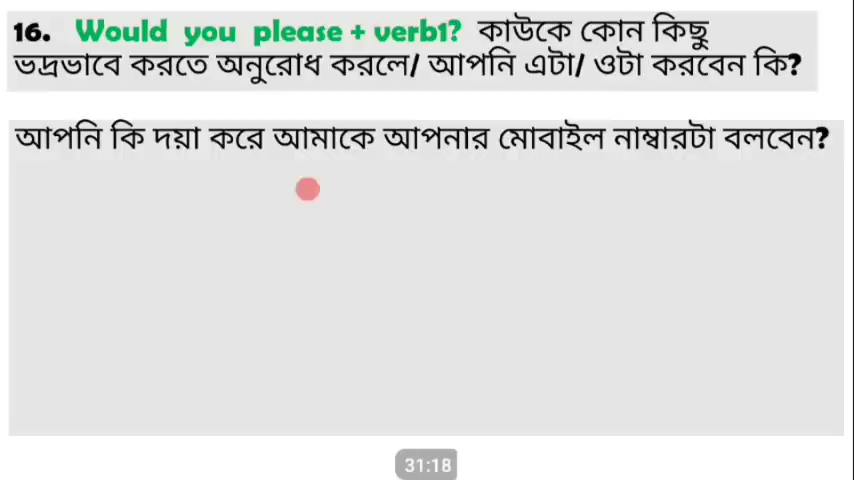 16. Would you please + verb1? কাউকে কোন কিছু
ভদ্রভাবে করতে অনুরোধ করলে/ আপনি এটা/ ওটা করবেন কি?
আপনি কি দয়া করে আমাকে আপনার মোবাইল নাম্বারটা বলবেন?
31:18